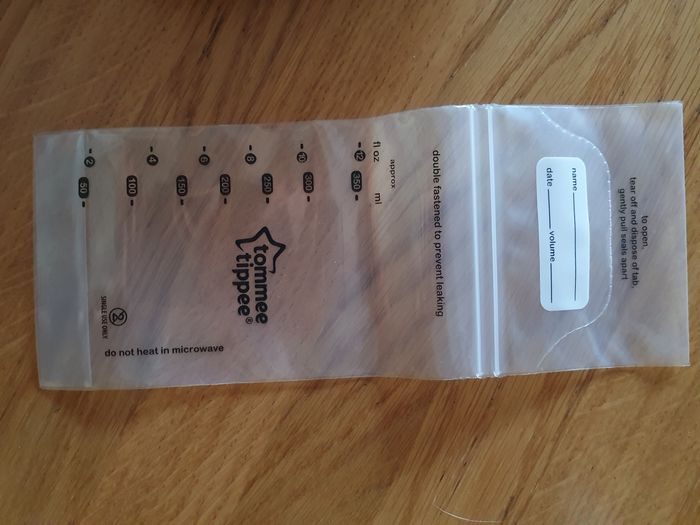 to open,
tear off and dispose of tab,
gently pull seals apart
name
date volume
double fastened to prevent leaking
approx
fl oz ml
12 350
10 300
8 250
200
6
150
4
100
2 50
tommee
tippee®
SINGLE USE ONLY
do not heat in microwave